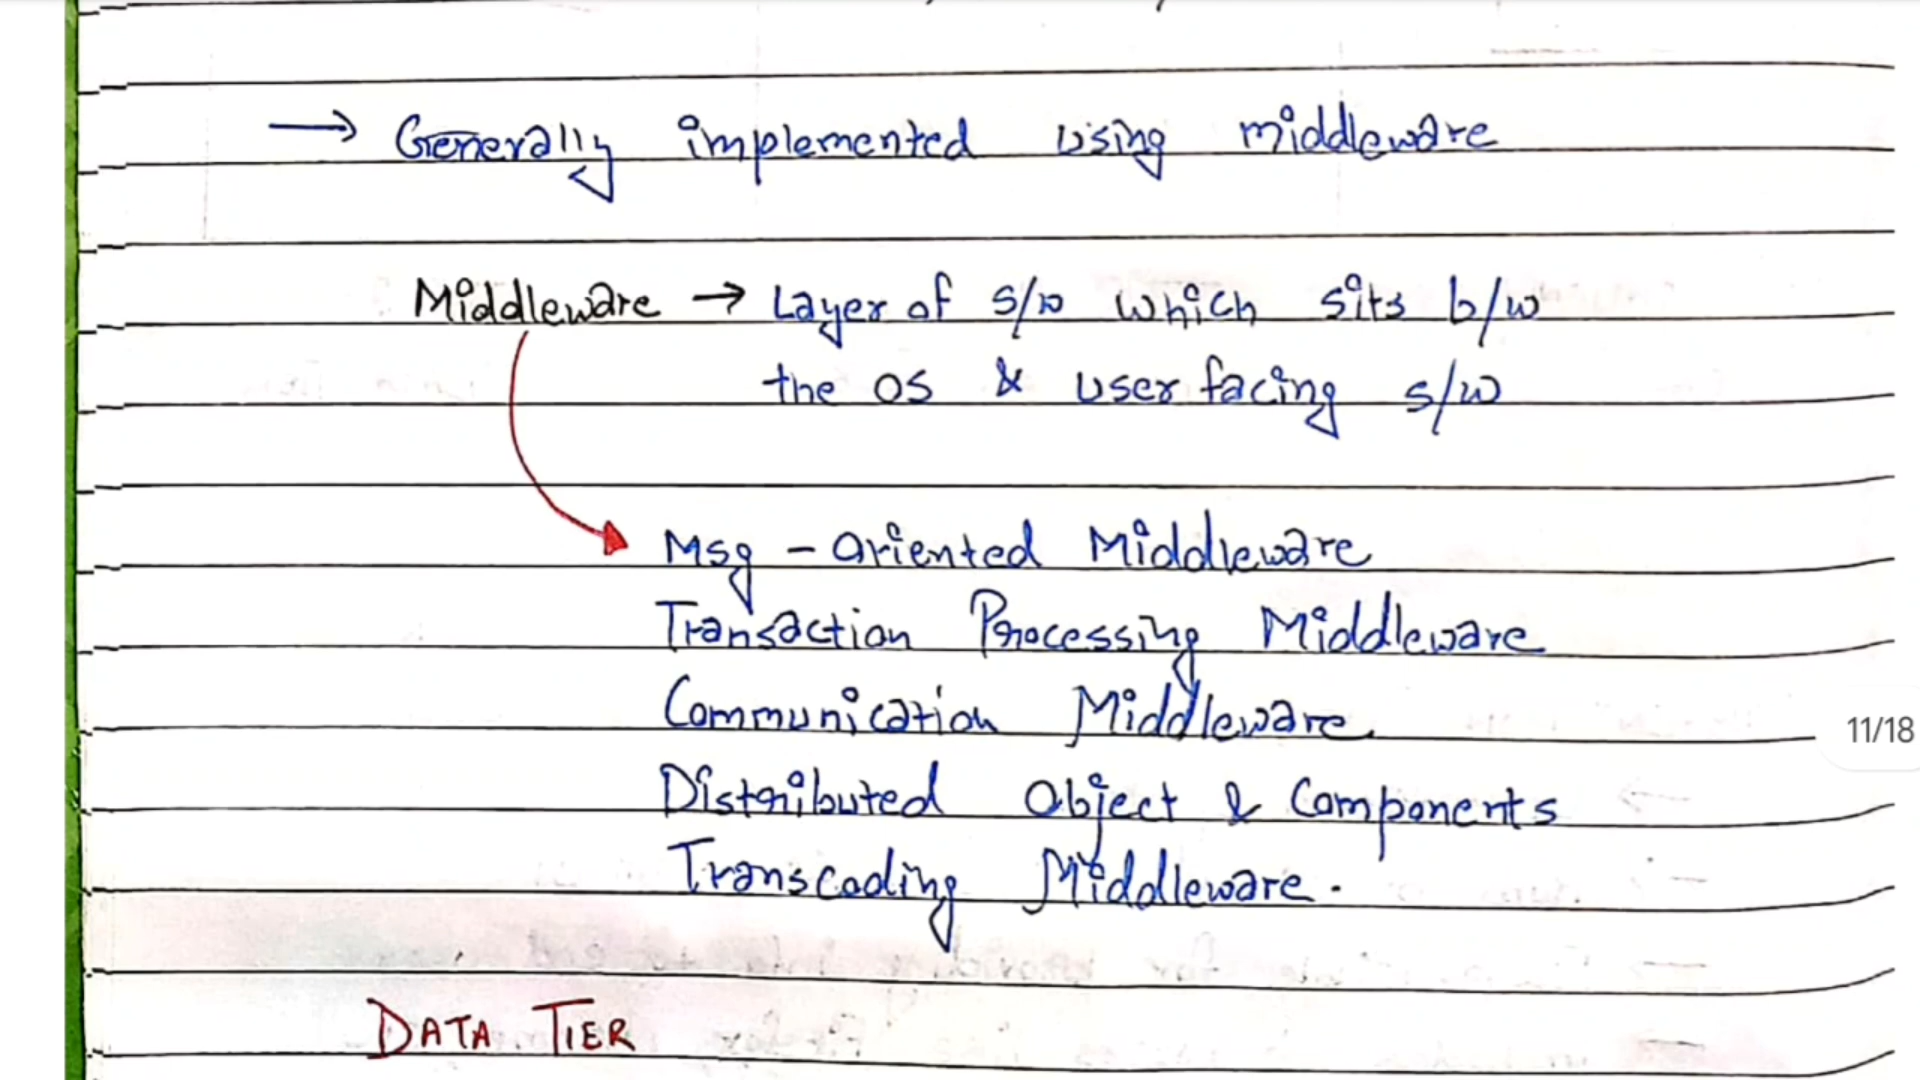 → Generally implemented using middleware
Middleware → Layer of s/w which sits b/w
the OS & user facing s/w
Msg - Oriented Middleware
Transaction Processing Middleware
Communication Middleware
11/18
Distributed Object & Components
Transcoding Middleware.
DATA TIER